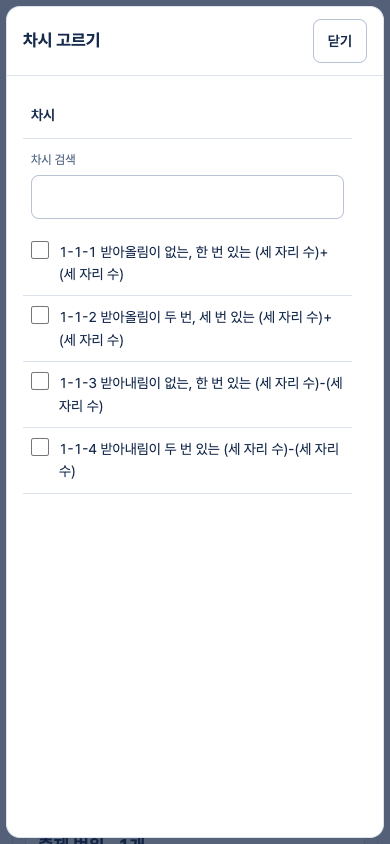 차시 고르기
닫기
차시
차시 검색
1-1-1 받아올림이 없는, 한 번 있는 (세 자리 수)+
(세 자리 수)
1-1-2 받아올림이 두 번, 세 번 있는 (세 자리 수)+
(세 자리 수)
1-1-3 받아내림이 없는, 한 번 있는 (세 자리 수)-(세
자리 수)
1-1-4 받아내림이 두 번 있는 (세 자리 수)-(세 자리
수)